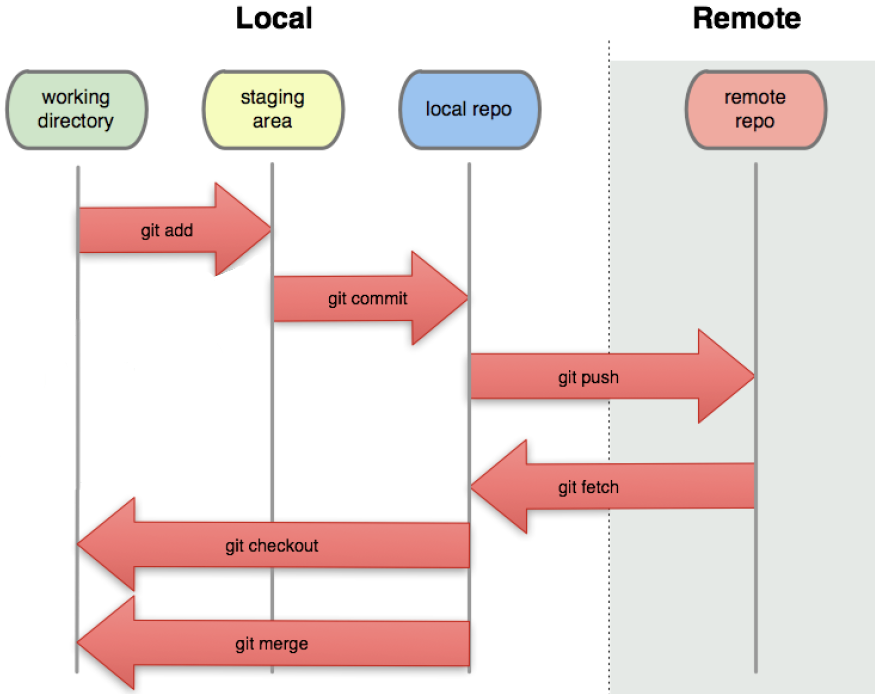 Local
Remote
working
directory
staging
area
local repo
remote
repo
git add
git commit
git push
git fetch
git checkout
git merge